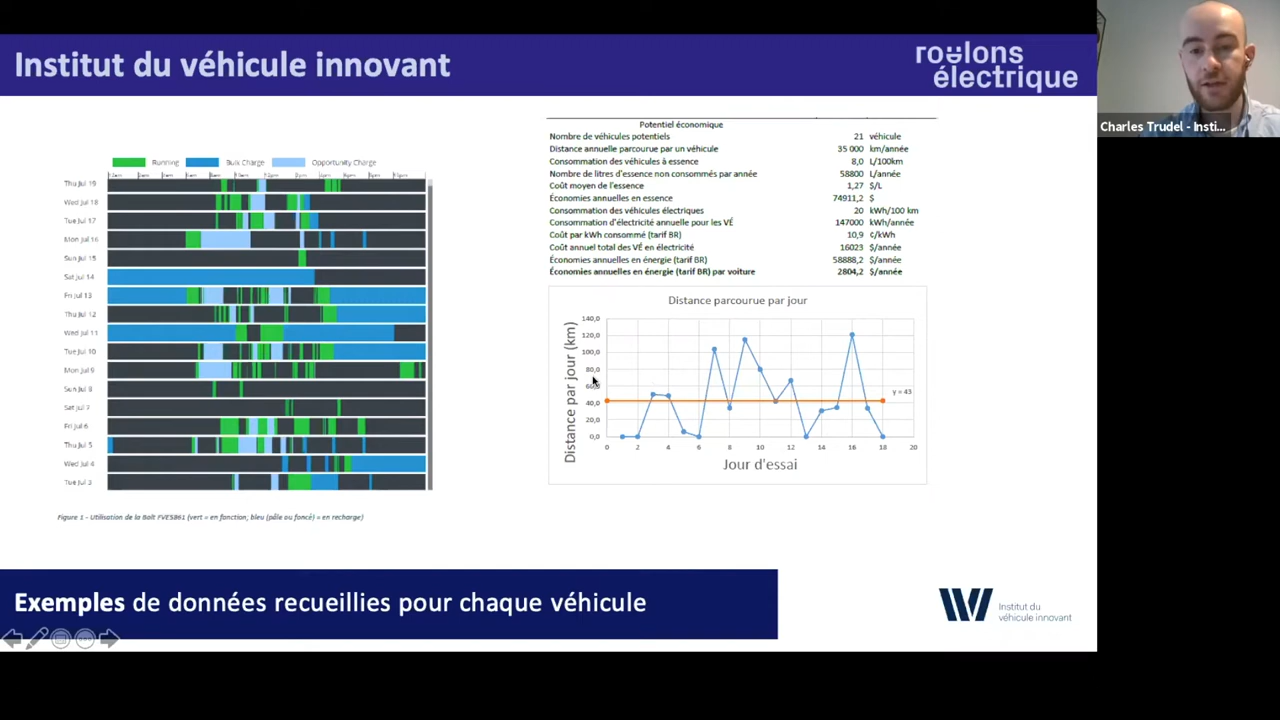 Institut du véhicule innovant
roulons
électrique
Charles Trudel - Insti...
Running
Bulk Charge
Opportunity Charge
Thu Jul 19
Wed Jul 18
Tue Jul 17
Mon Jul 16
Sun Jul 15
Sat Jul 14
Fri Jul 13
Thu Jul 12
Wed Jul 11
Tue Jul 10
Mon Jul 9
Sun Jul 8
Sat Jul 7
Fri Jul 6
Thu Jul 5
Wed Jul 4
Tue Jul 3
Figure 1 - Utilisation de la Bolt FVES861 (vert = en fonction; bleu (pâle ou foncé) = en recharge)
Potentiel économique
Nombre de véhicules potentiels 21 véhicule
Distance annuelle parcourue par un véhicule 35 000 km/année
Consommation des véhicules à essence 8,0 L/100km
Nombre de litres d'essence non consommés par année 58800 L/année
Coût moyen de l'essence 1,27 $/L
Économies annuelles en essence 74911,2 $
Consommation des véhicules électriques 20 kWh/100 km
Consommation d'électricité annuelle pour les VÉ 147000 kWh/année
Coût par kWh consommé (tarif BR) 10,9 ¢/kWh
Coût annuel total des VÉ en électricité 16023 $/année
Économies annuelles en énergie (tarif BR) 58888,2 $/année
Économies annuelles en énergie (tarif BR) par voiture 2804,2 $/année
Distance parcourue par jour
Distance par jour (km)
140,0
120,0
100,0
80,0
60,0
40,0
20,0
0,0
y = 43
0 2 4 6 8 10 12 14 16 18 20
Jour d'essai
Exemples de données recueillies pour chaque véhicule
Institut du
véhicule innovant